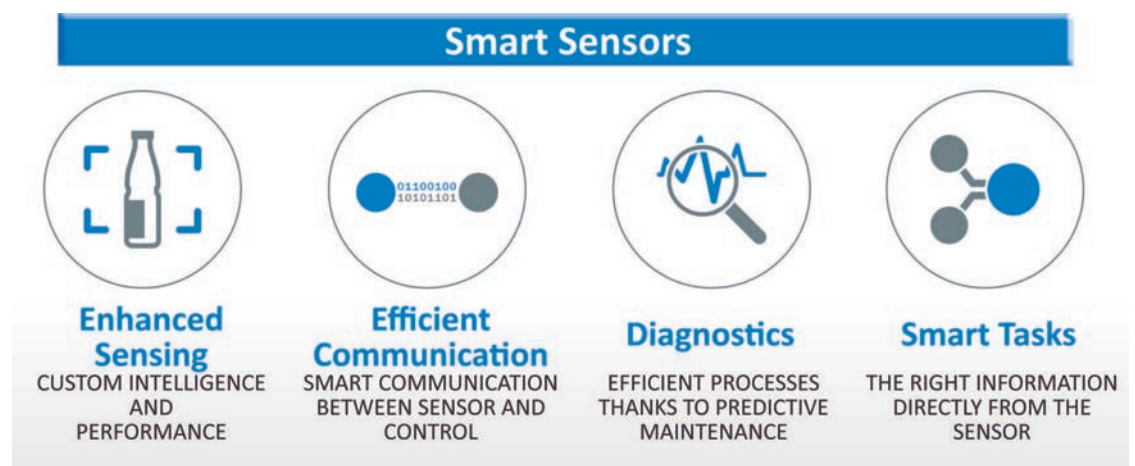 Smart Sensors
01100100
10101101
Enhanced
Sensing
CUSTOM INTELLIGENCE
AND
PERFORMANCE
Efficient
Communication
SMART COMMUNICATION
BETWEEN SENSOR AND
CONTROL
Diagnostics
EFFICIENT PROCESSES
THANKS TO PREDICTIVE
MAINTENANCE
Smart Tasks
THE RIGHT INFORMATION
DIRECTLY FROM THE
SENSOR